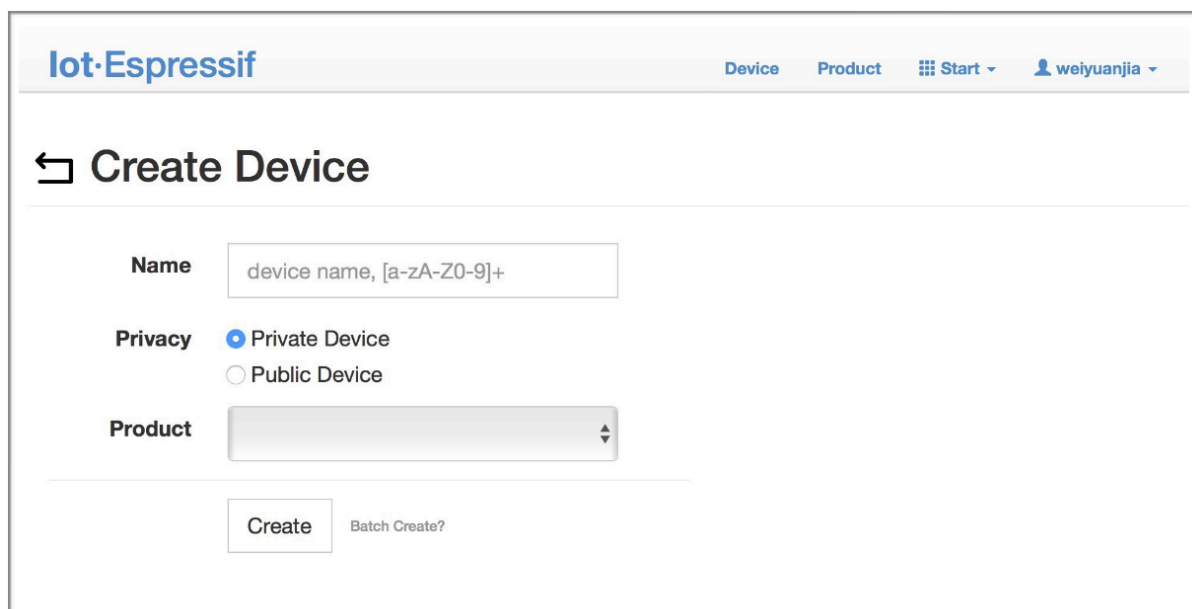 Iot·Espressif
Device Product Start weiyuanjia
Create Device
Name device name, [a-zA-Z0-9]+
Privacy Private Device
Public Device
Product
Create Batch Create?